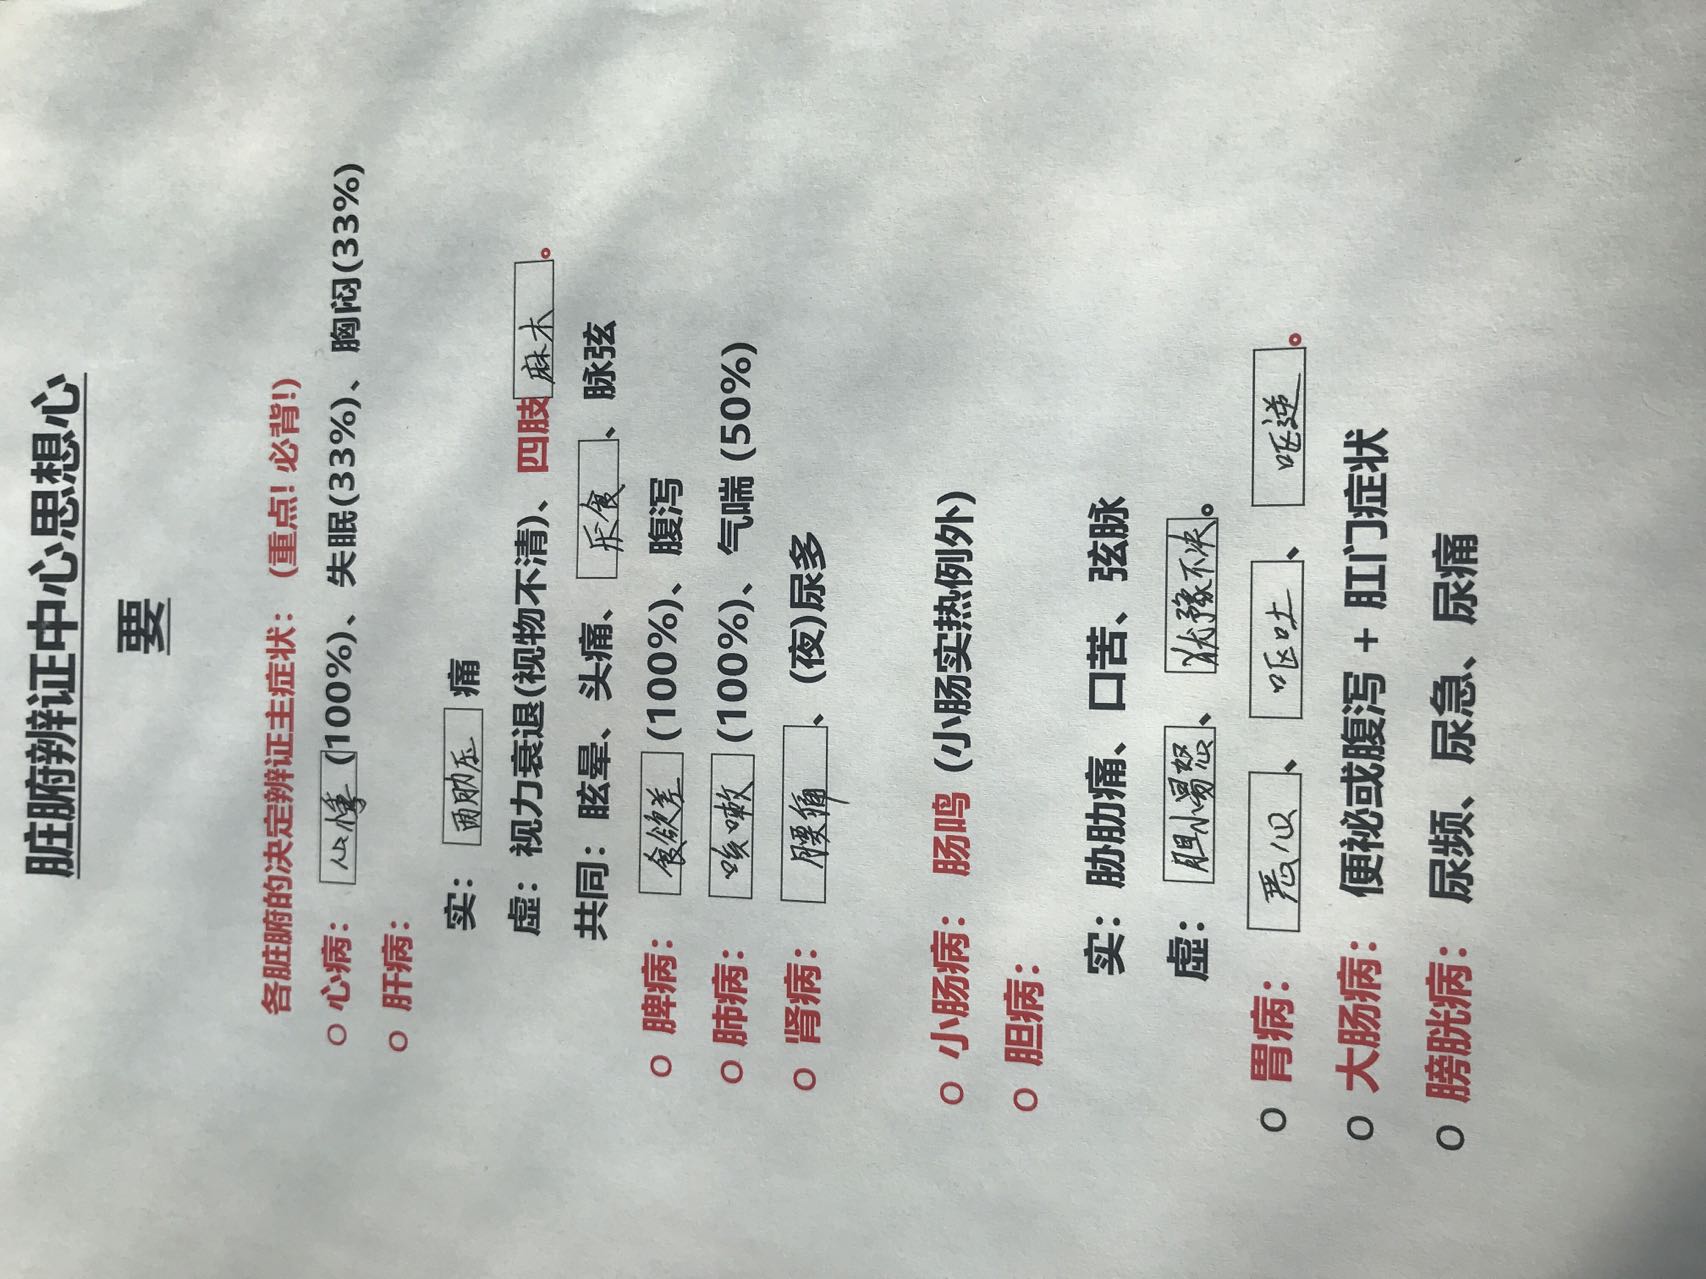 脏腑辨证中心思想心
要
各脏腑的决定辨证主症状：（重点！必背！）
○ 心病：心悸(100%)、失眠(33%)、胸闷(33%)
○ 肝病：
实：两肋压痛
虚：视力衰退(视物不清)、四肢麻木。
共同：眩晕、头痛、厌食、脉弦
○ 脾病：食欲差(100%)、腹泻
○ 肺病：咳嗽(100%)、气喘(50%)
○ 肾病：腰痛、(夜)尿多
○ 小肠病：肠鸣（小肠实热例外）
○ 胆病：
实：胁肋痛、口苦、弦脉
虚：胆小易怒、犹豫不决。
○ 胃病：恶心、呕吐、呕逆。
○ 大肠病：便祕或腹泻 + 肛门症状
○ 膀胱病：尿频、尿急、尿痛